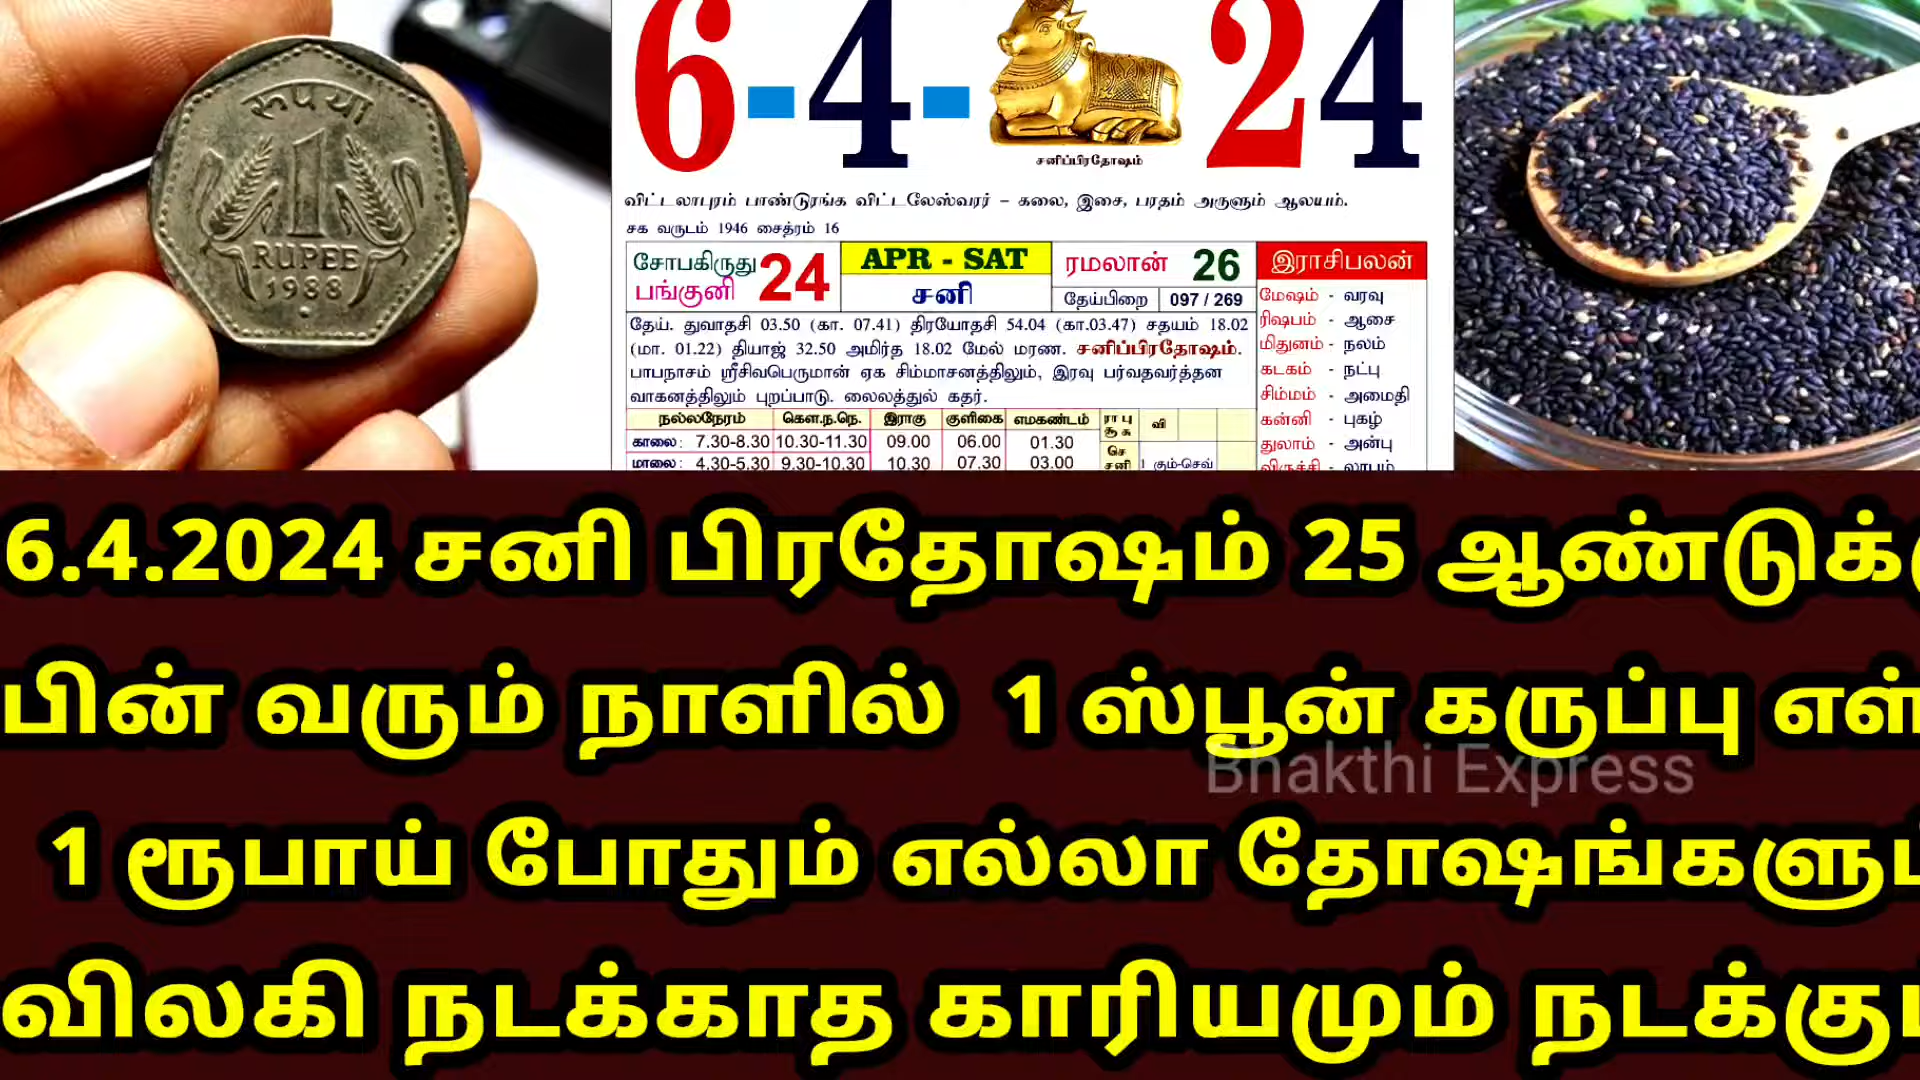 रुपया
1
RUPEE
1988
6-4-24
சனிப்பிரதோஷம்
விட்டலாபுரம் பாண்டுரங்க விட்டலேஸ்வரர் – கலை, இசை, பரதம் அருளும் ஆலயம்.
சக வருடம் 1946 சைத்ரம் 16
சோபகிருது பங்குனி 24
APR - SAT
சனி
ரமலான் 26
தேய்பிறை 097 / 269
தேய். துவாதசி 03.50 (கா. 07.41) திரயோதசி 54.04 (கா.03.47) சதயம் 18.02
(மா. 01.22) தியாஜ் 32.50 அமிர்த 18.02 மேல் மரண. சனிப்பிரதோஷம்.
பாபநாசம் ஸ்ரீசிவபெருமான் ஏக சிம்மாசனத்திலும், இரவு பர்வதவர்த்தன
வாகனத்திலும் புறப்பாடு. லைலத்துல் கதர்.
நல்லநேரம் கௌ.ந.நே. இராகு குளிகை எமகண்டம்
காலை: 7.30-8.30 10.30-11.30 09.00 06.00 01.30
மாலை: 4.30-5.30 9.30-10.30 10.30 07.30 03.00
ரா பு
சூ சு
வி
செ
சனி
1 கும்-செவ்
இராசிபலன்
மேஷம் - வரவு
ரிஷபம் - ஆசை
மிதுனம் - நலம்
கடகம் - நட்பு
சிம்மம் - அமைதி
கன்னி - புகழ்
துலாம் - அன்பு
விருச்சி - லாபம்
6.4.2024 சனி பிரதோஷம் 25 ஆண்டுக்கு
பின் வரும் நாளில் 1 ஸ்பூன் கருப்பு எள்
Bhakthi Express
1 ரூபாய் போதும் எல்லா தோஷங்களும்
விலகி நடக்காத காரியமும் நடக்கும்